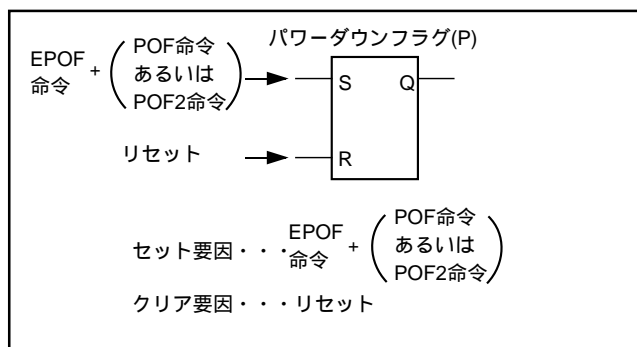 パワーダウンフラグ(P)
EPOF
命令
+
POF命令
あるいは
POF2命令
S
Q
リセット
R
セット要因・・・
EPOF
命令
+
POF命令
あるいは
POF2命令
クリア要因・・・リセット